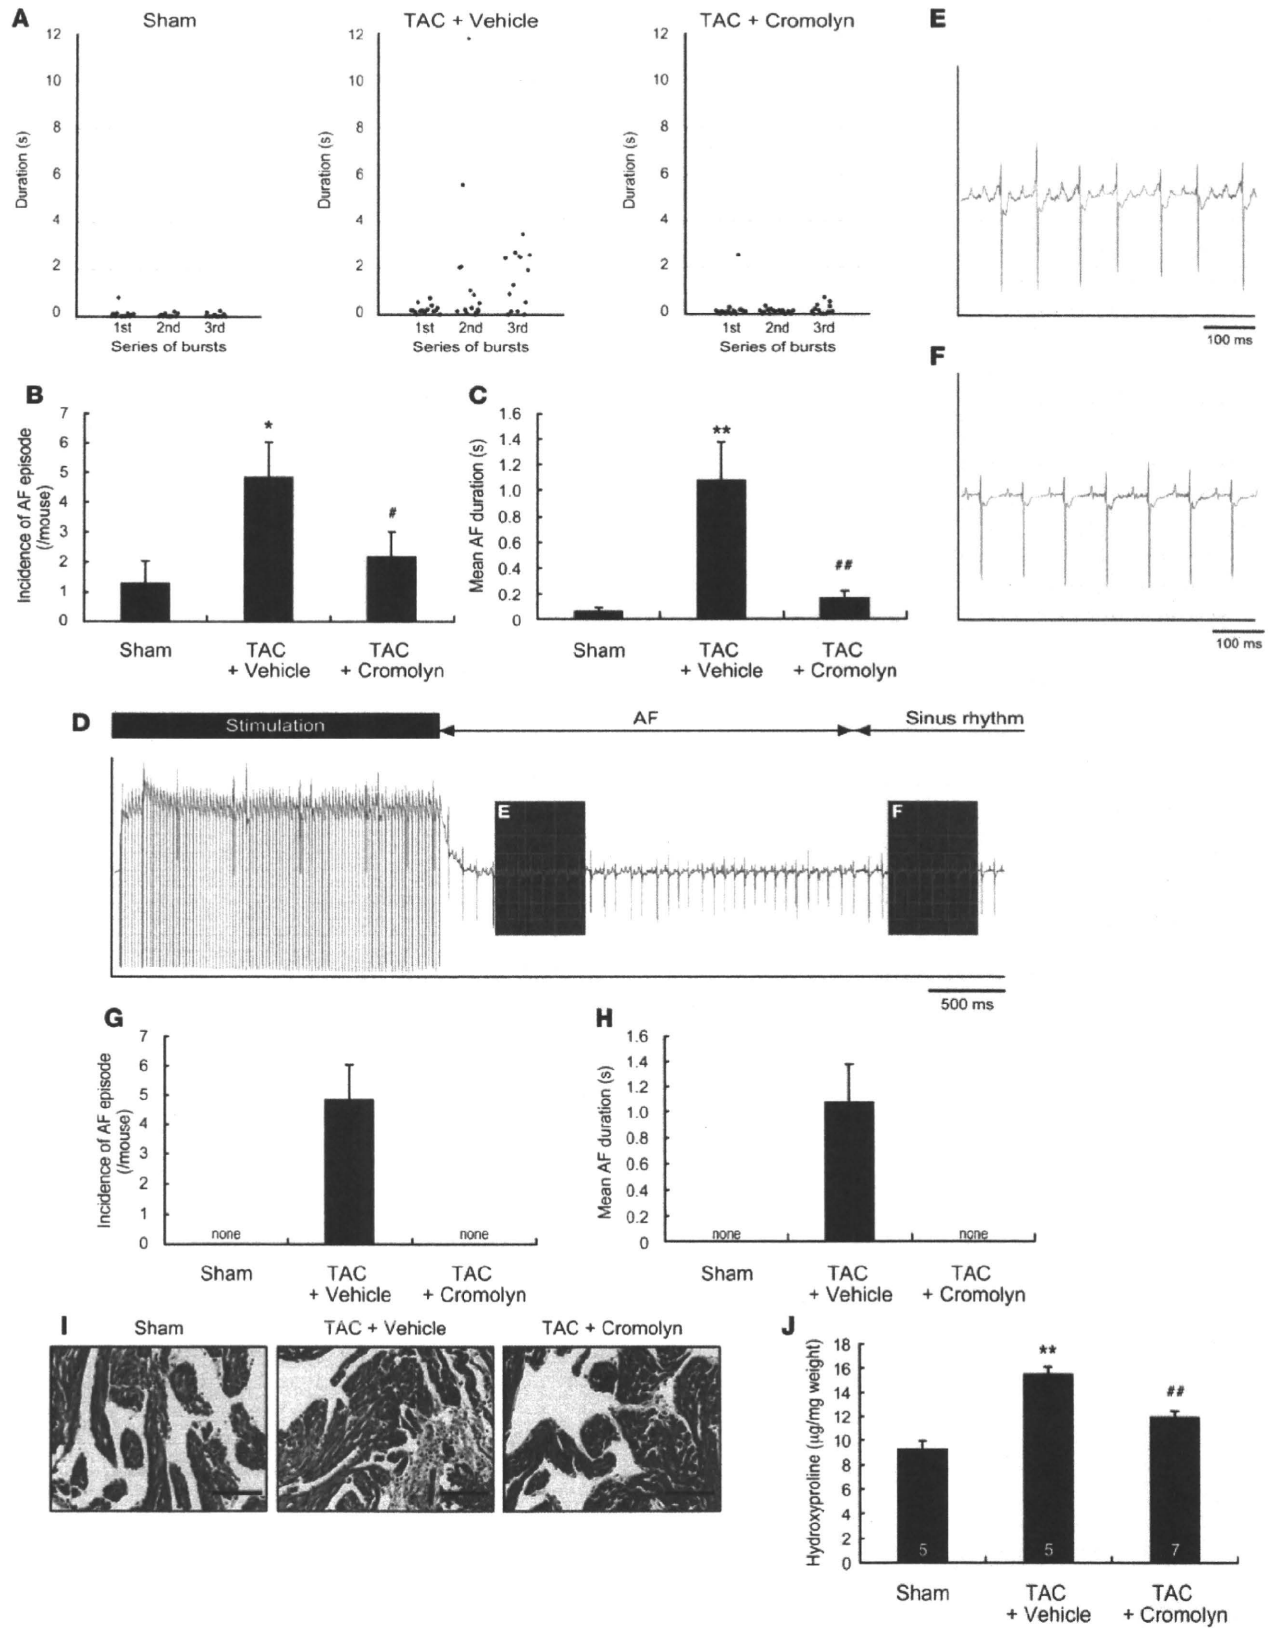 A
Sham
TAC + Vehicle
TAC + Cromolyn
12
10
8
6
4
2
0
Duration (s)
1st 2nd 3rd
Series of bursts
12
10
8
6
4
2
0
Duration (s)
1st 2nd 3rd
Series of bursts
12
10
8
6
4
2
0
Duration (s)
1st 2nd 3rd
Series of bursts
E
100 ms
F
100 ms
B
7
6
5
4
3
2
1
0
Incidence of AF episode
(/mouse)
*
#
Sham
TAC
+ Vehicle
TAC
+ Cromolyn
C
1.6
1.4
1.2
1.0
0.8
0.6
0.4
0.2
0
Mean AF duration (s)
**
##
Sham
TAC
+ Vehicle
TAC
+ Cromolyn
D
Stimulation
AF
Sinus rhythm
E
F
500 ms
G
7
6
5
4
3
2
1
0
Incidence of AF episode
(/mouse)
none
none
Sham
TAC
+ Vehicle
TAC
+ Cromolyn
H
1.6
1.4
1.2
1.0
0.8
0.6
0.4
0.2
0
Mean AF duration (s)
none
none
Sham
TAC
+ Vehicle
TAC
+ Cromolyn
I
Sham
TAC + Vehicle
TAC + Cromolyn
J
18
16
14
12
10
8
6
4
2
0
Hydroxyproline (µg/mg weight)
**
##
5
5
7
Sham
TAC
+ Vehicle
TAC
+ Cromolyn